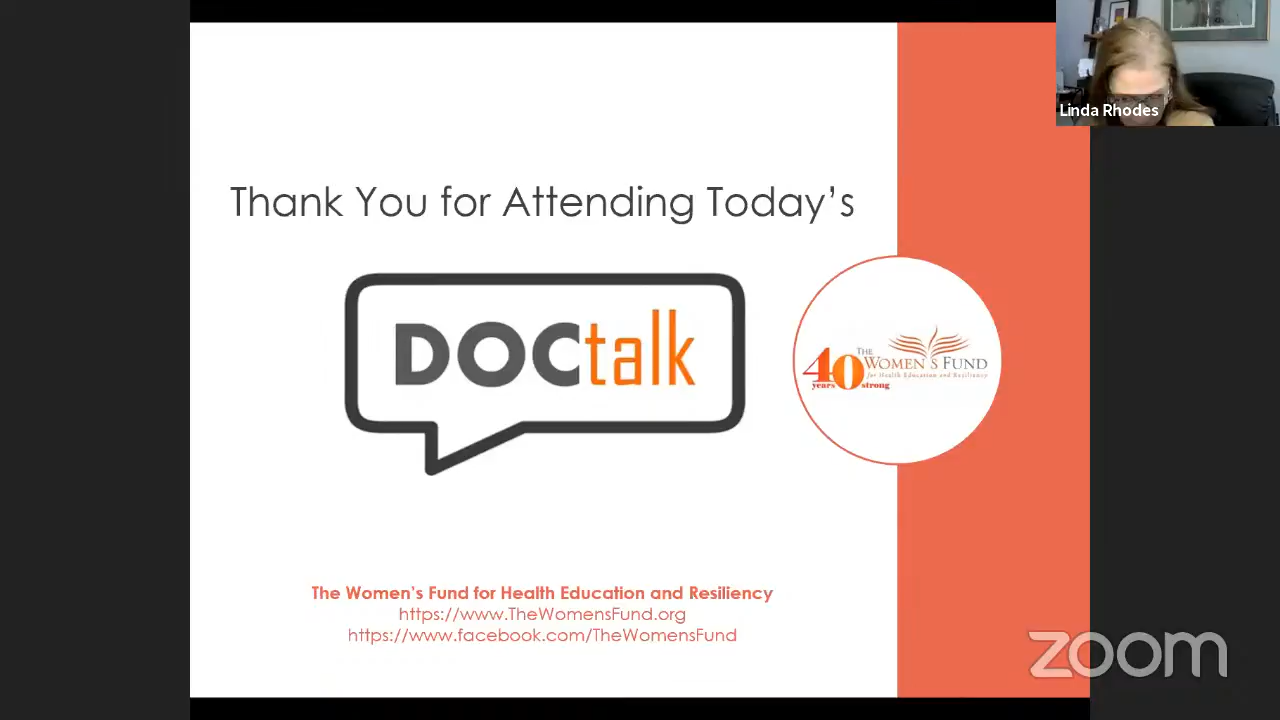 Linda Rhodes
Thank You for Attending Today's
DOCtalk
40 years strong
THE WOMEN'S FUND
for Health Education and Resiliency
The Women's Fund for Health Education and Resiliency
https://www.TheWomensFund.org
https://www.facebook.com/TheWomensFund
zoom